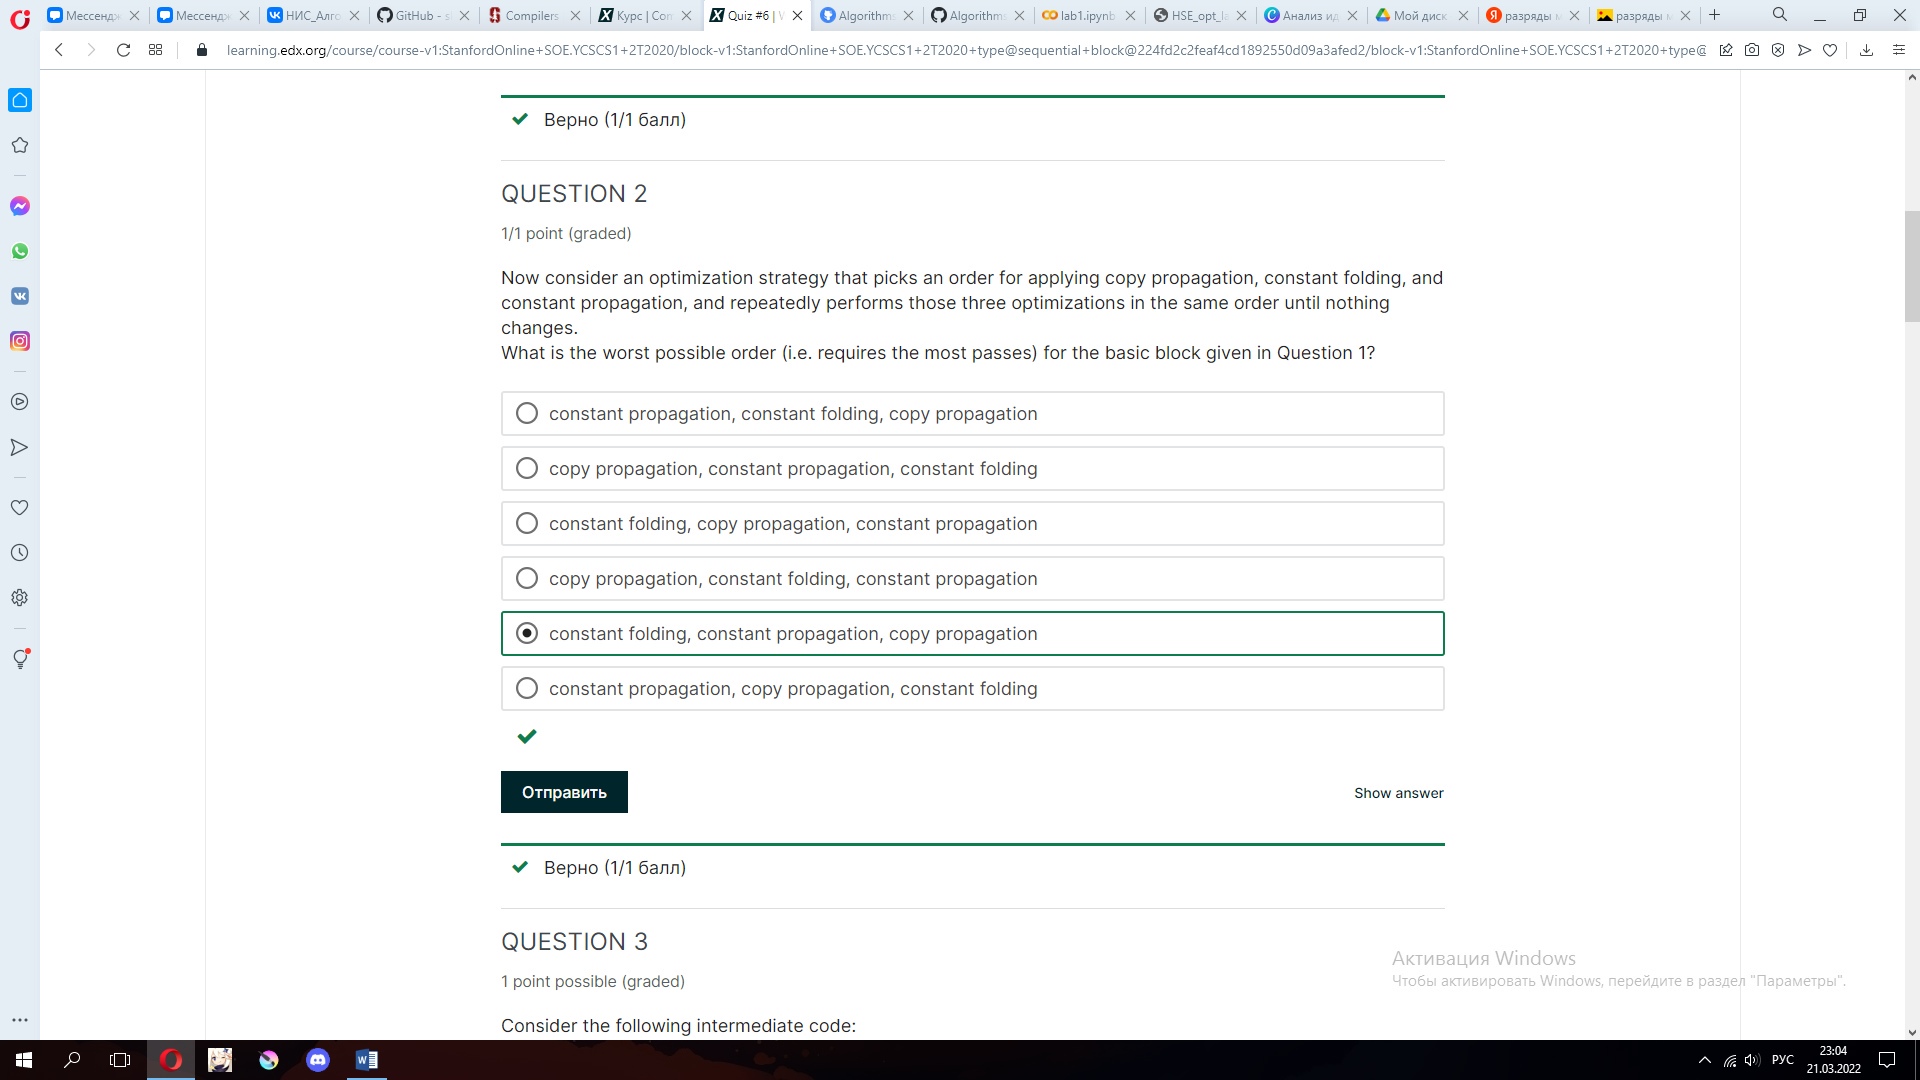 Мессендж
Мессендж
НИС_Алго
GitHub - s
Compilers
Курс | Con
Quiz #6 | W
Algorithms
Algorithms
lab1.ipynb
HSE_opt_la
Анализ ид
Мой диск
разряды м
разряды м
learning.edx.org/course/course-v1:StanfordOnline+SOE.YCSCS1+2T2020/block-v1:StanfordOnline+SOE.YCSCS1+2T2020+type@sequential+block@224fd2c2feaf4cd1892550d09a3afed2/block-v1:StanfordOnline+SOE.YCSCS1+2T2020+type@
Верно (1/1 балл)
QUESTION 2
1/1 point (graded)
Now consider an optimization strategy that picks an order for applying copy propagation, constant folding, and
constant propagation, and repeatedly performs those three optimizations in the same order until nothing
changes.
What is the worst possible order (i.e. requires the most passes) for the basic block given in Question 1?
constant propagation, constant folding, copy propagation
copy propagation, constant propagation, constant folding
constant folding, copy propagation, constant propagation
copy propagation, constant folding, constant propagation
constant folding, constant propagation, copy propagation
constant propagation, copy propagation, constant folding
Отправить
Show answer
Верно (1/1 балл)
QUESTION 3
1 point possible (graded)
Consider the following intermediate code:
Активация Windows
Чтобы активировать Windows, перейдите в раздел "Параметры".
РУС
23:04
21.03.2022